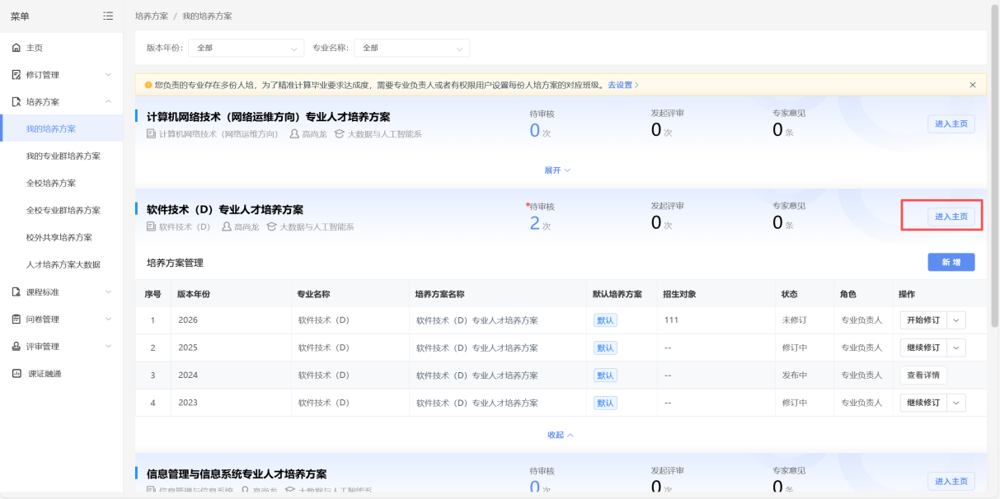 菜单
培养方案 / 我的培养方案
主页
修订管理
培养方案
我的培养方案
我的专业群培养方案
全校培养方案
全校专业群培养方案
校外共享培养方案
人才培养方案大数据
课程标准
问卷管理
评审管理
课证融通
版本年份: 全部 专业名称: 全部
您负责的专业存在多份人培，为了精准计算毕业要求达成度，需要专业负责人或者有权限用户设置每份人培方案的对应班级。去设置
计算机网络技术（网络运维方向）专业人才培养方案
计算机网络技术（网络运维方向） 高尚龙 大数据与人工智能系
待审核 发起评审 专家意见
0 次 0 次 0 条
进入主页
展开
软件技术（D）专业人才培养方案
软件技术（D） 高尚龙 大数据与人工智能系
待审核 发起评审 专家意见
2 次 0 次 0 条
进入主页
培养方案管理 新增
序号 版本年份 专业名称 培养方案名称 默认培养方案 招生对象 状态 角色 操作
1 2026 软件技术（D） 软件技术（D）专业人才培养方案 默认 111 未修订 专业负责人 开始修订
2 2025 软件技术（D） 软件技术（D）专业人才培养方案 默认 -- 修订中 专业负责人 继续修订
3 2024 软件技术（D） 软件技术（D）专业人才培养方案 默认 -- 发布中 专业负责人 查看详情
4 2023 软件技术（D） 软件技术（D）专业人才培养方案 默认 -- 修订中 专业负责人 继续修订
收起
信息管理与信息系统专业人才培养方案
信息管理与信息系统 高尚龙 大数据与人工智能系
待审核 发起评审 专家意见
0 次 0 次 0 条
进入主页